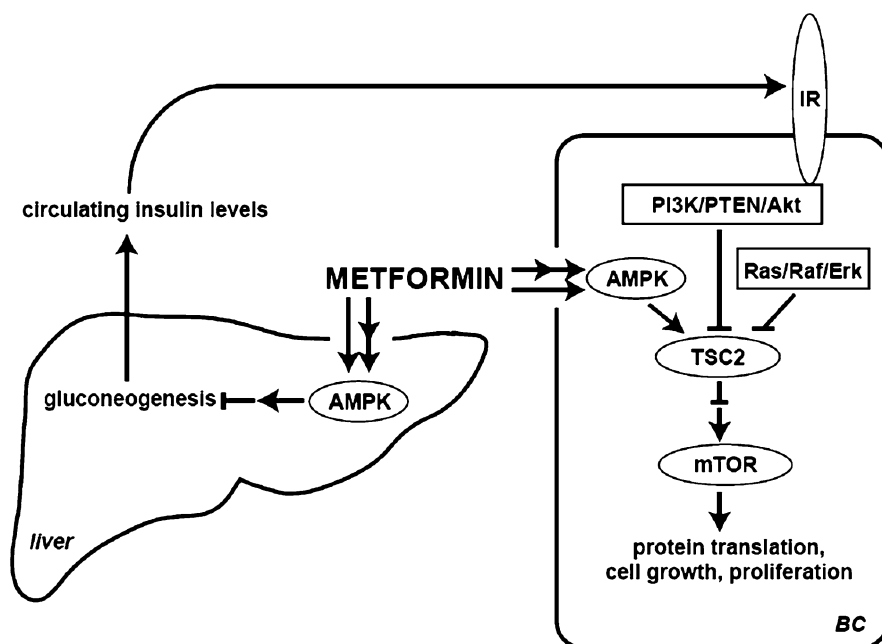 IR
circulating insulin levels
PI3K/PTEN/Akt
METFORMIN
AMPK
Ras/Raf/Erk
TSC2
gluconeogenesis
AMPK
mTOR
liver
protein translation,
cell growth, proliferation
BC